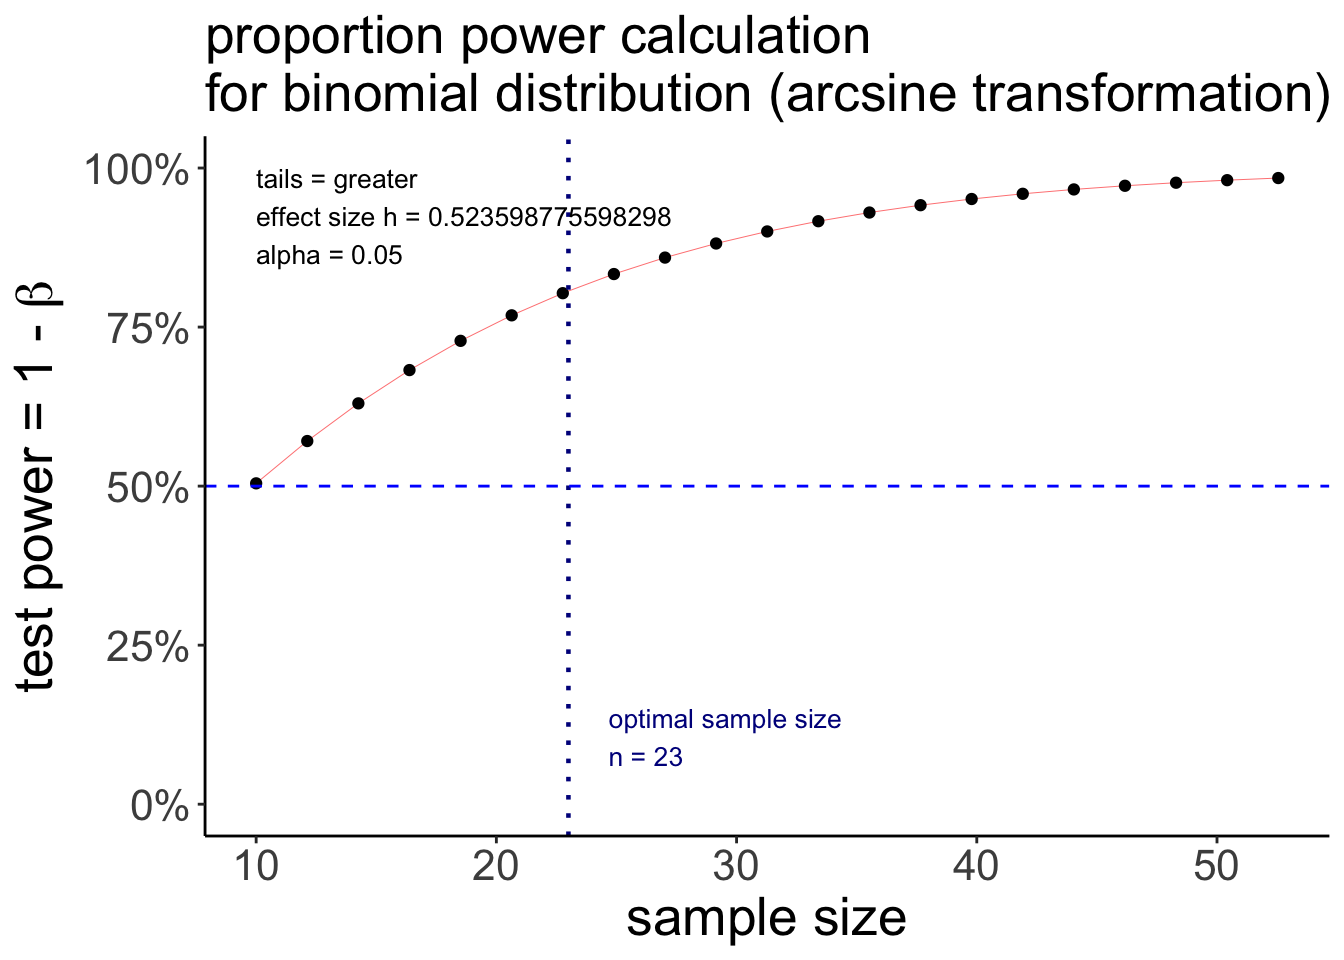 proportion power calculation
for binomial distribution (arcsine transformation)
100%
75%
50%
25%
0%
test power = 1 - β
tails = greater
effect size h = 0.523598775598298
alpha = 0.05
optimal sample size
n = 23
10
20
30
40
50
sample size